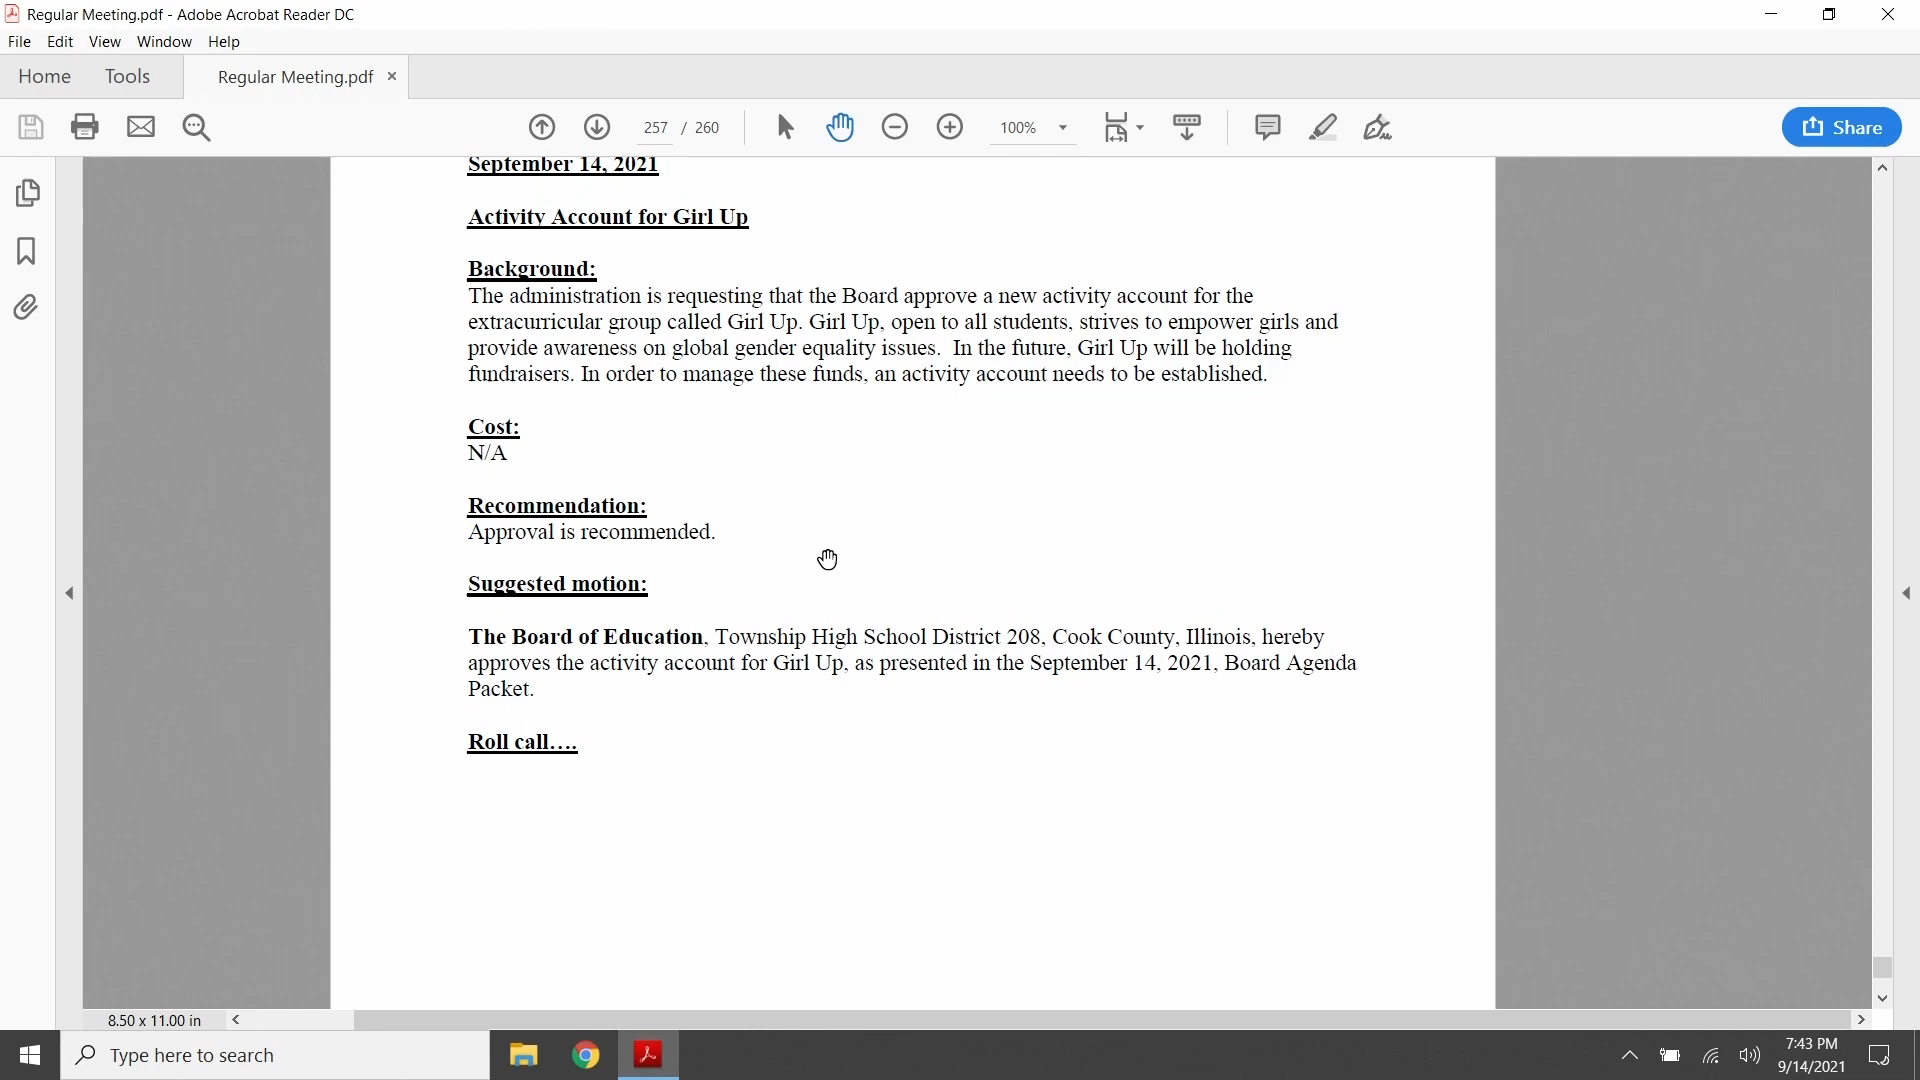 Regular Meeting.pdf - Adobe Acrobat Reader DC
File Edit View Window Help
Home Tools Regular Meeting.pdf ×
257 / 260 100% Share
September 14, 2021
Activity Account for Girl Up
Background:
The administration is requesting that the Board approve a new activity account for the
extracurricular group called Girl Up. Girl Up, open to all students, strives to empower girls and
provide awareness on global gender equality issues. In the future, Girl Up will be holding
fundraisers. In order to manage these funds, an activity account needs to be established.
Cost:
N/A
Recommendation:
Approval is recommended.
Suggested motion:
The Board of Education, Township High School District 208, Cook County, Illinois, hereby
approves the activity account for Girl Up, as presented in the September 14, 2021, Board Agenda
Packet.
Roll call….
8.50 x 11.00 in
Type here to search
7:43 PM
9/14/2021